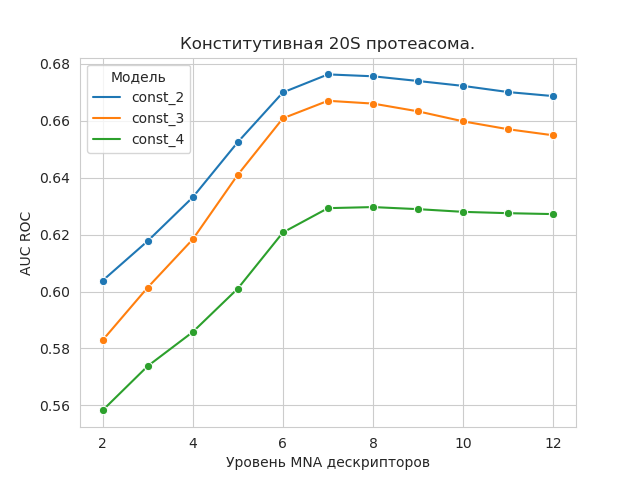 Конститутивная 20S протеасома.
Модель
const_2
const_3
const_4
AUC ROC
0.68
0.66
0.64
0.62
0.60
0.58
0.56
2 4 6 8 10 12
Уровень MNA дескрипторов